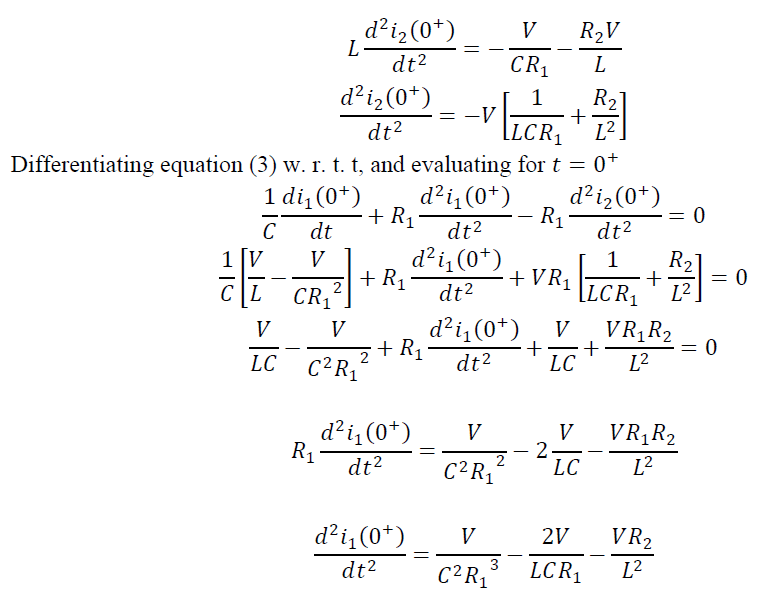 L d²i₂(0⁺)/dt² = −V/(CR₁) − R₂V/L
d²i₂(0⁺)/dt² = −V[1/(LCR₁) + R₂/L²]
Differentiating equation (3) w. r. t. t, and evaluating for t = 0⁺
(1/C) di₁(0⁺)/dt + R₁ d²i₁(0⁺)/dt² − R₁ d²i₂(0⁺)/dt² = 0
(1/C)[V/L − V/(CR₁²)] + R₁ d²i₁(0⁺)/dt² + VR₁[1/(LCR₁) + R₂/L²] = 0
V/(LC) − V/(C²R₁²) + R₁ d²i₁(0⁺)/dt² + V/(LC) + VR₁R₂/L² = 0
R₁ d²i₁(0⁺)/dt² = V/(C²R₁²) − 2 V/(LC) − VR₁R₂/L²
d²i₁(0⁺)/dt² = V/(C²R₁³) − 2V/(LCR₁) − VR₂/L²